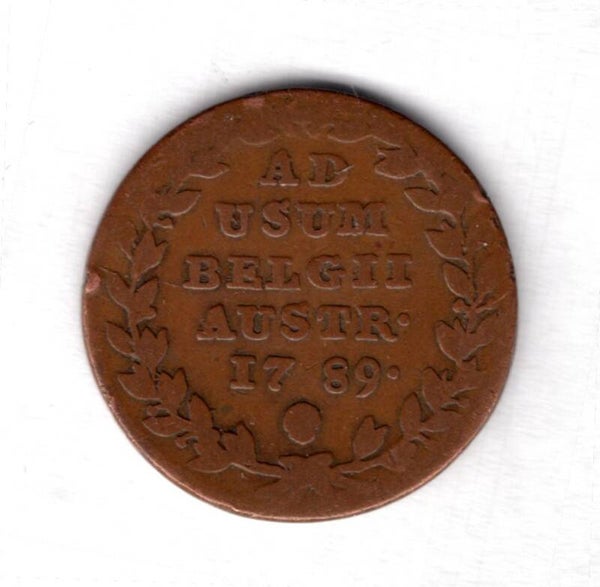 AD
USUM
BELGII
AUSTR·
17 89·